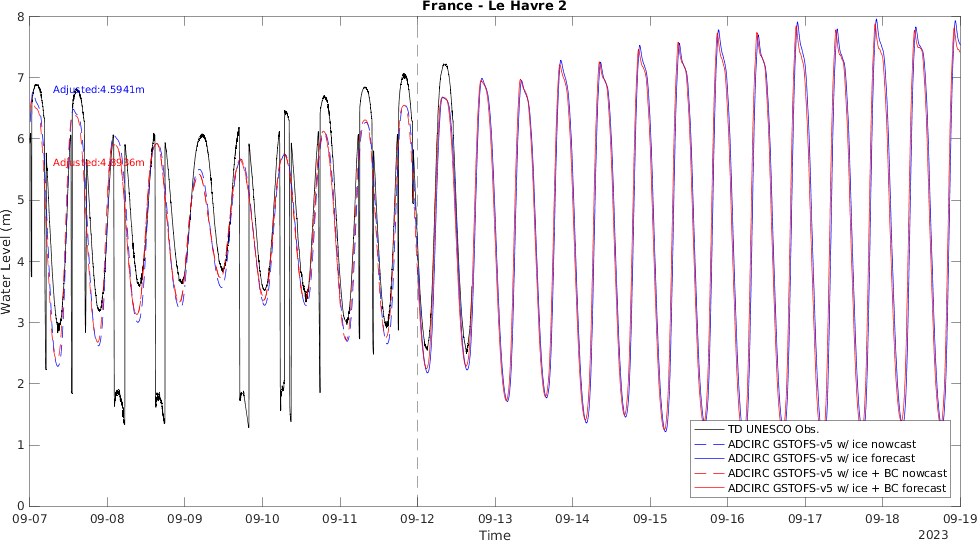 France - Le Havre 2
8
7
6
5
4
3
2
1
0
Water Level (m)
Adjusted:4.5941m
Adjusted:4.8936m
TD UNESCO Obs.
ADCIRC GSTOFS-v5 w/ ice nowcast
ADCIRC GSTOFS-v5 w/ ice forecast
ADCIRC GSTOFS-v5 w/ ice + BC nowcast
ADCIRC GSTOFS-v5 w/ ice + BC forecast
09-07 09-08 09-09 09-10 09-11 09-12 09-13 09-14 09-15 09-16 09-17 09-18 09-19
Time
2023